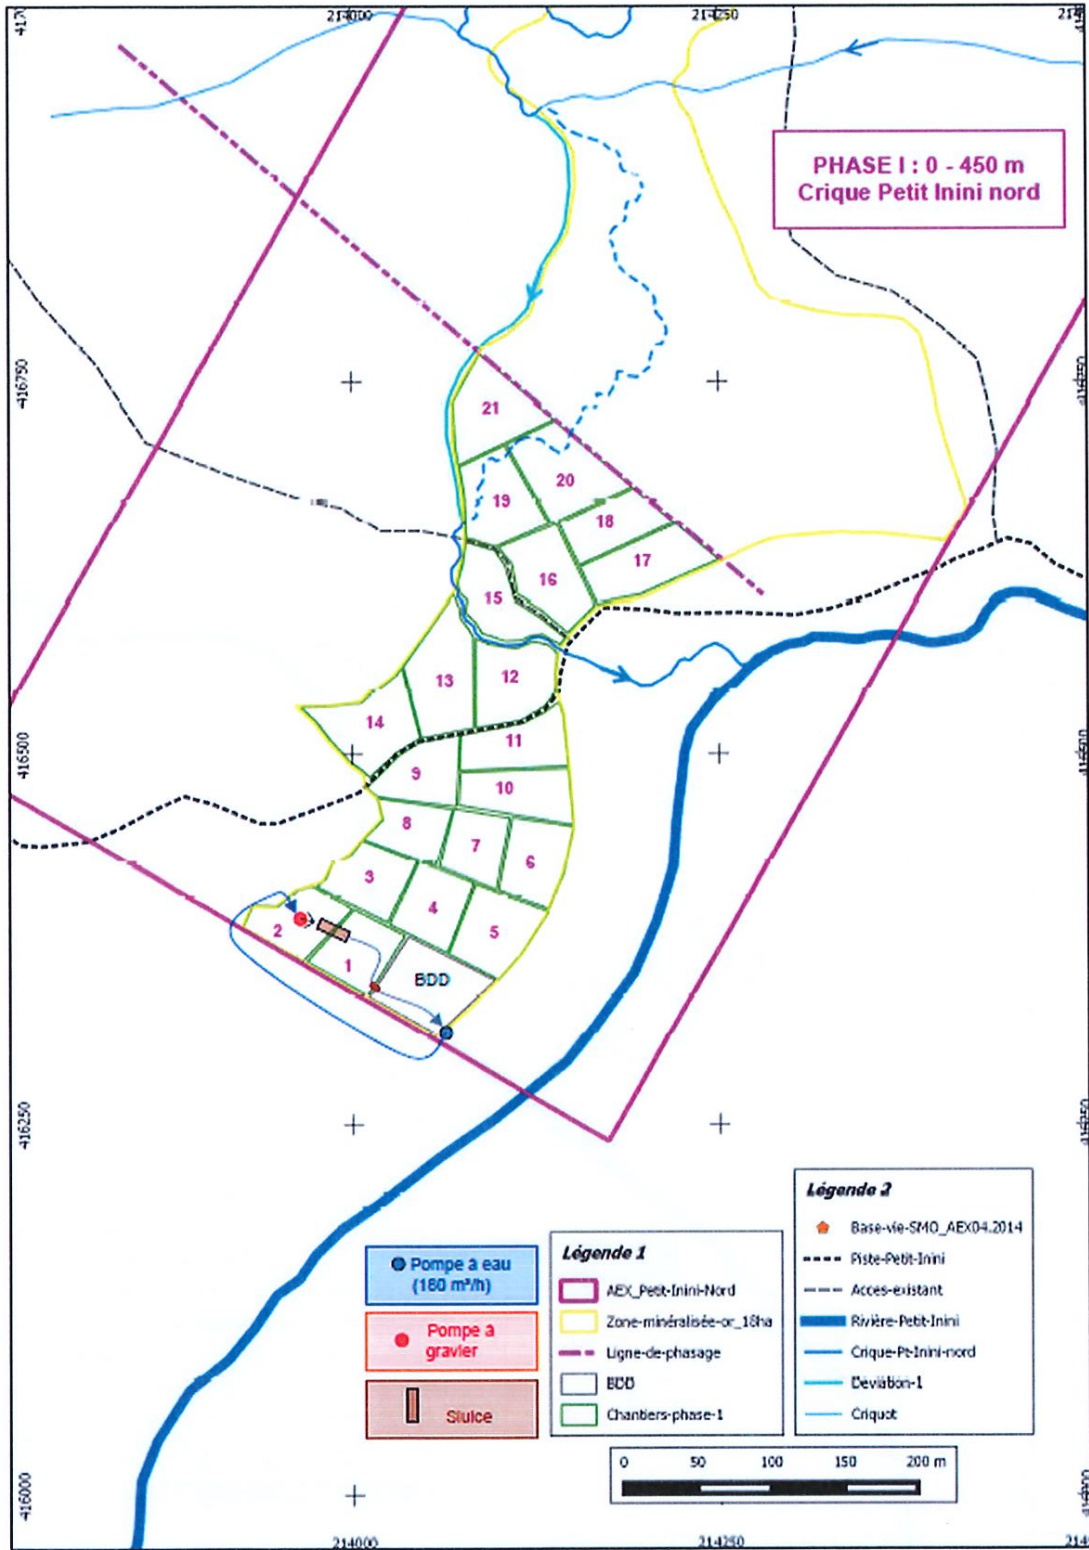 214000
214250
PHASE I : 0 - 450 m
Crique Petit Inini nord
416750
21
20
19
18
17
16
15
13
12
14
11
416500
9
10
8
7
6
3
4
5
2
1
BDD
416250
Pompe à eau
(180 m³/h)
Pompe à
gravier
Sluice
Légende 1
AEX_Petit-Inini-Nord
Zone-minéralisée-or_18ha
Ligne-de-phasage
BDD
Chantiers-phase-1
Légende 2
Base-vie-SMO_AEX04.2014
Piste-Petit-Inini
Acces-existant
Rivière-Petit-Inini
Crique-Pt-Inini-nord
Déviation-1
Criquot
0 50 100 150 200 m
416000
214000
214250